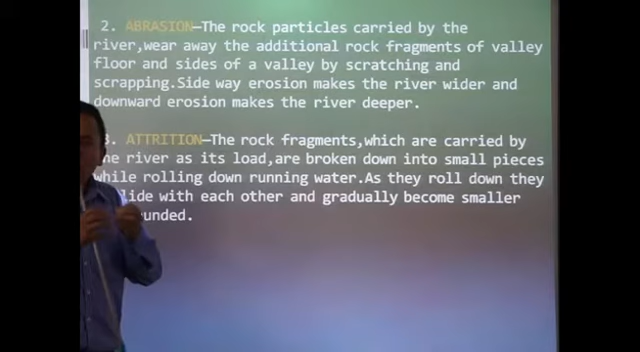 2. ABRASION—The rock particles carried by the
river,wear away the additional rock fragments of valley
floor and sides of a valley by scratching and
scrapping.Side way erosion makes the river wider and
downward erosion makes the river deeper.
3. ATTRITION—The rock fragments,which are carried by
the river as its load,are broken down into small pieces
while rolling down running water.As they roll down they
with each other and gradually become smaller